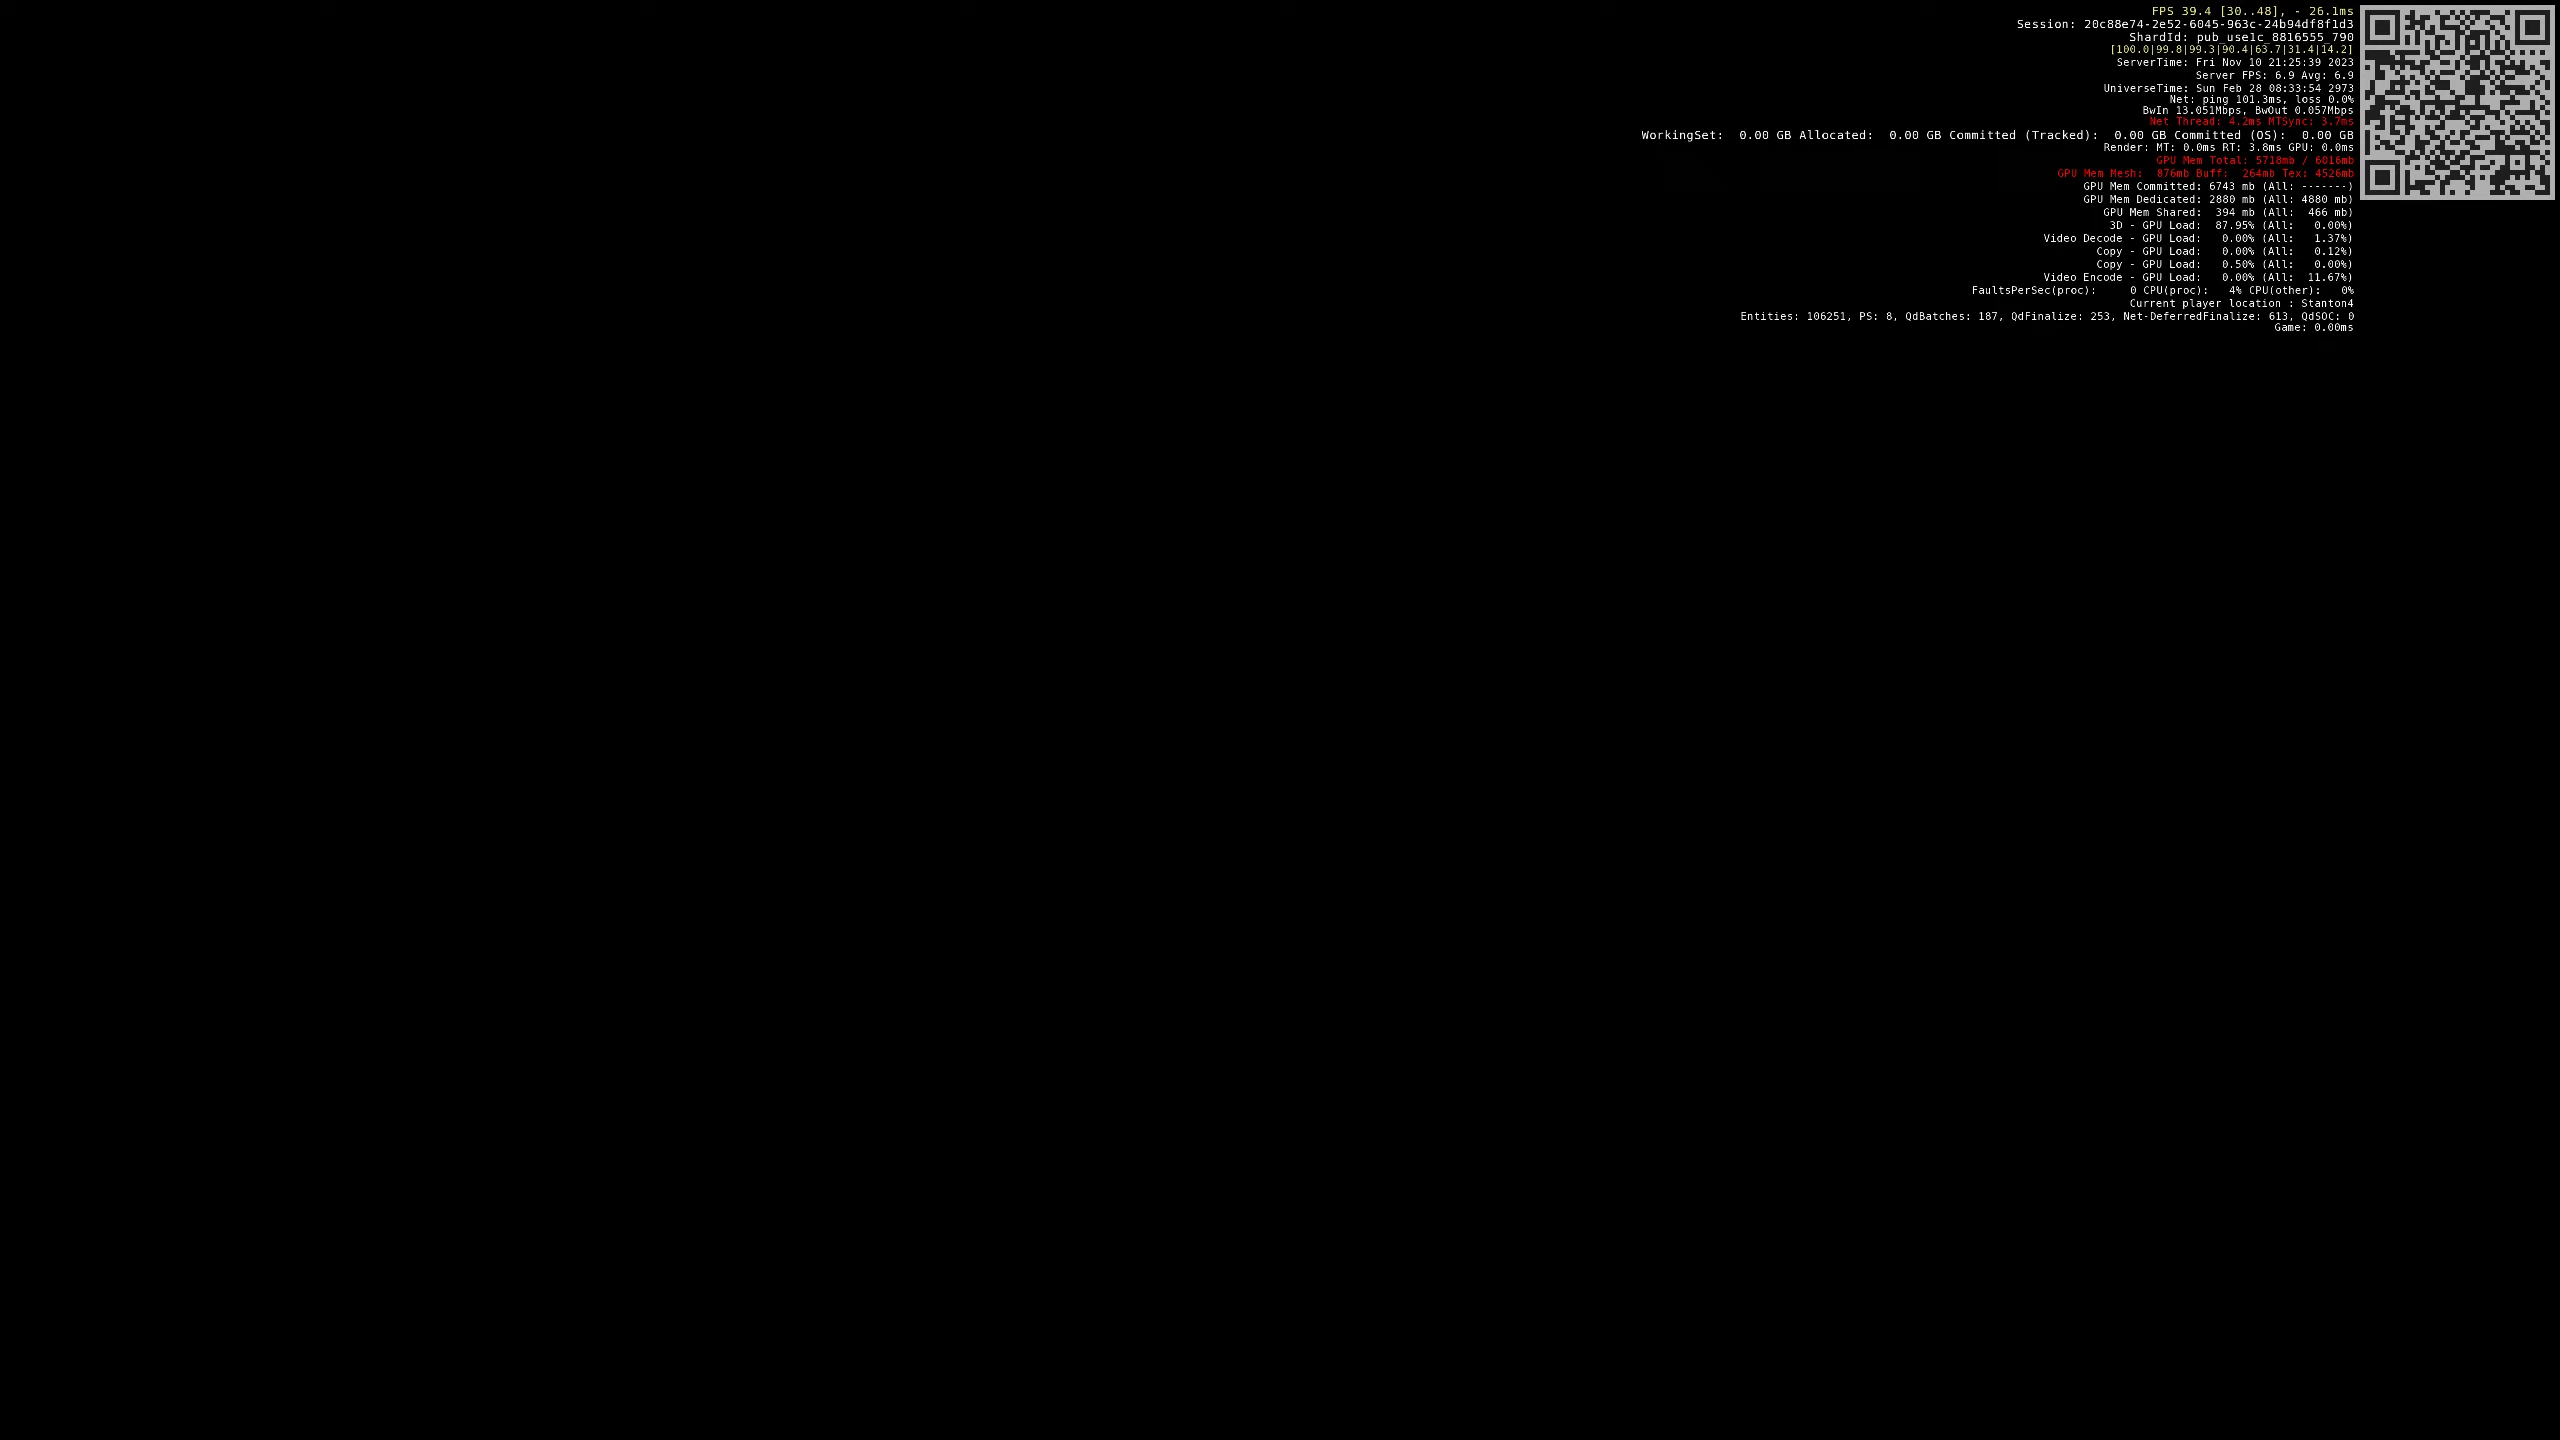 FPS 39.4 [30..48], - 26.1ms
Session: 20c88e74-2e52-6045-963c-24b94df8f1d3
ShardId: pub_use1c_8816555_790
[100.0|99.8|99.3|90.4|63.7|31.4|14.2]
ServerTime: Fri Nov 10 21:25:39 2023
Server FPS: 6.9 Avg: 6.9
UniverseTime: Sun Feb 28 08:33:54 2973
Net: ping 101.3ms, loss 0.0%
BwIn 13.051Mbps, BwOut 0.057Mbps
Net Thread: 4.2ms MTSync: 3.7ms
WorkingSet: 0.00 GB Allocated: 0.00 GB Committed (Tracked): 0.00 GB Committed (OS): 0.00 GB
Render: MT: 0.0ms RT: 3.8ms GPU: 0.0ms
GPU Mem Total: 5718mb / 6016mb
GPU Mem Mesh: 876mb Buff: 264mb Tex: 4526mb
GPU Mem Committed: 6743 mb (All: -------)
GPU Mem Dedicated: 2880 mb (All: 4880 mb)
GPU Mem Shared: 394 mb (All: 466 mb)
3D - GPU Load: 87.95% (All: 0.00%)
Video Decode - GPU Load: 0.00% (All: 1.37%)
Copy - GPU Load: 0.00% (All: 0.12%)
Copy - GPU Load: 0.50% (All: 0.00%)
Video Encode - GPU Load: 0.00% (All: 11.67%)
FaultsPerSec(proc): 0 CPU(proc): 4% CPU(other): 0%
Current player location : Stanton4
Entities: 106251, PS: 8, QdBatches: 187, QdFinalize: 253, Net-DeferredFinalize: 613, QdSOC: 0
Game: 0.00ms